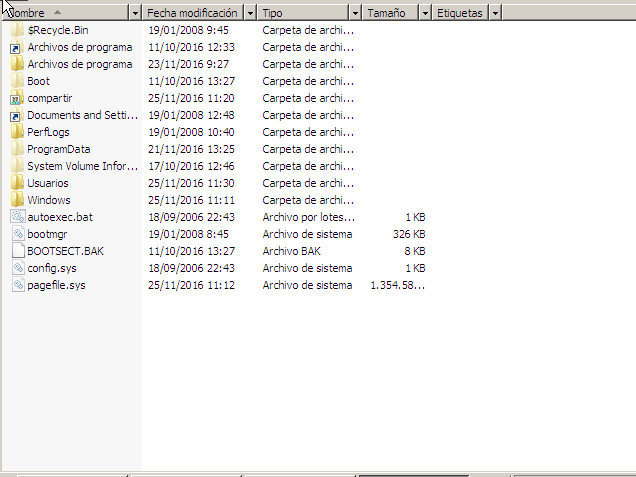 Nombre Fecha modificación Tipo Tamaño Etiquetas
$Recycle.Bin 19/01/2008 9:45 Carpeta de archi...
Archivos de programa 11/10/2016 12:33 Carpeta de archi...
Archivos de programa 23/11/2016 9:27 Carpeta de archi...
Boot 11/10/2016 13:27 Carpeta de archi...
compartir 25/11/2016 11:20 Carpeta de archi...
Documents and Setti... 19/01/2008 12:48 Carpeta de archi...
PerfLogs 19/01/2008 10:40 Carpeta de archi...
ProgramData 21/11/2016 13:25 Carpeta de archi...
System Volume Infor... 17/10/2016 12:46 Carpeta de archi...
Usuarios 25/11/2016 11:30 Carpeta de archi...
Windows 25/11/2016 11:11 Carpeta de archi...
autoexec.bat 18/09/2006 22:43 Archivo por lotes... 1 KB
bootmgr 19/01/2008 8:45 Archivo de sistema 326 KB
BOOTSECT.BAK 11/10/2016 13:27 Archivo BAK 8 KB
config.sys 18/09/2006 22:43 Archivo de sistema 1 KB
pagefile.sys 25/11/2016 11:12 Archivo de sistema 1.354.58...